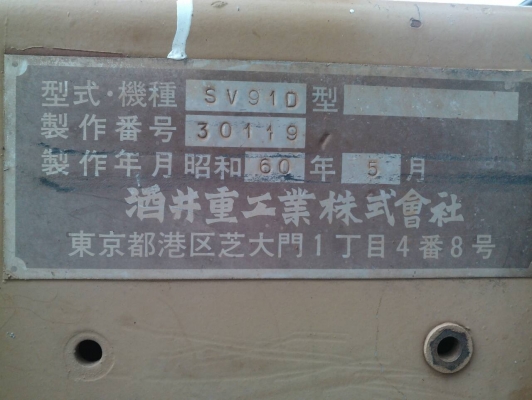 型式・機種 SV91D 型
製作番号 30119
製作年月 昭和 60 年 5 月
酒井重工業株式會社
東京都港区芝大門1丁目4番8号